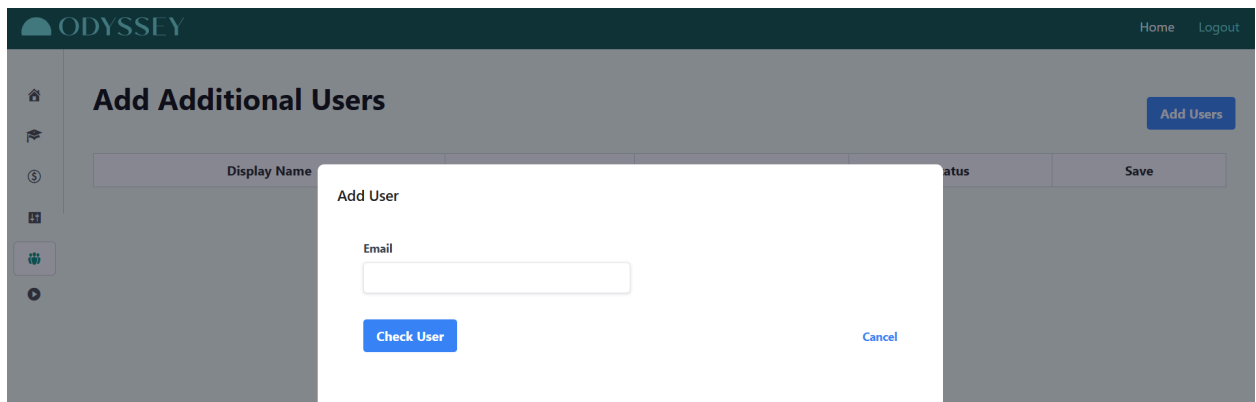 ODYSSEY
Home Logout
Add Additional Users
Add Users
Display Name atus Save
Add User
Email
Check User
Cancel